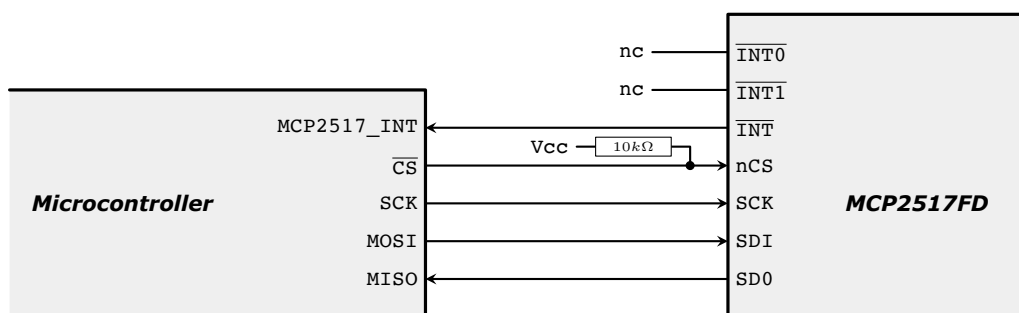 nc INT0
nc INT1
MCP2517_INT INT
Vcc 10kΩ
CS nCS
Microcontroller SCK SCK MCP2517FD
MOSI SDI
MISO SD0